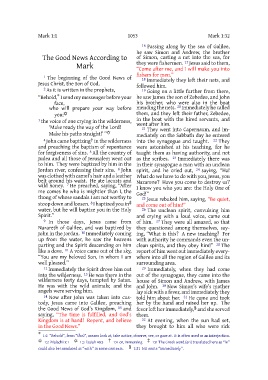 Mark 1:1
1053
Mark 1:32
The Good News According to
Mark
1 The beginning of the Good News of
Jesus Christ, the Son of God.
2 As it is written in the prophets,
"Behold, I send my messenger before your
face,
who will prepare your way before
you.
3 the voice of one crying in the wilderness,
'Make ready the way of the Lord!
Make his paths straight!'"
4 John came baptizing in the wilderness
and preaching the baptism of repentance
for forgiveness of sins. 5 All the country of
Judea and all those of Jerusalem went out
to him. They were baptized by him in the
Jordan river, confessing their sins. 6 John
was clothed with camel's hair and a leather
belt around his waist. He ate locusts and
wild honey. 7 He preached, saying, "After
me comes he who is mightier than I, the
thong of whose sandals I am not worthy to
stoop down and loosen. 8 I baptized you in
water, but he will baptize you in the Holy
Spirit."
9 In those days, Jesus came from
Nazareth of Galilee, and was baptized by
John in the Jordan. 10 Immediately coming
up from the water, he saw the heavens
parting and the Spirit descending on him
like a dove. 11 A voice came out of the sky,
"You are my beloved Son, in whom I am
well pleased."
12 Immediately the Spirit drove him out
into the wilderness. 13 He was there in the
wilderness forty days, tempted by Satan.
He was with the wild animals; and the
angels were serving him.
14 Now after John was taken into cus-
tody, Jesus came into Galilee, preaching
the Good News of God's Kingdom, 15 and
saying, "The time is fulfilled, and God's
Kingdom is at hand! Repent, and believe
in the Good News."
16 Passing along by the sea of Galilee,
he saw Simon and Andrew, the brother
of Simon, casting a net into the sea, for
they were fishermen. 17 Jesus said to them,
"Come after me, and I will make you into
fishers for men."
18 Immediately they left their nets, and
followed him.
19 Going on a little further from there,
he saw James the son of Zebedee, and John
his brother, who were also in the boat
mending the nets. 20 Immediately he called
them, and they left their father, Zebedee,
in the boat with the hired servants, and
went after him.
21 They went into Capernaum, and im-
mediately on the Sabbath day he entered
into the synagogue and taught. 22 They
were astonished at his teaching, for he
taught them as having authority, and not
as the scribes. 23 Immediately there was
in their synagogue a man with an unclean
spirit, and he cried out, 24 saying, "Ha!
What do we have to do with you, Jesus, you
Nazarene? Have you come to destroy us?
I know you who you are: the Holy One of
God!"
25 Jesus rebuked him, saying, "Be quiet,
and come out of him!"
26 The unclean spirit, convulsing him
and crying with a loud voice, came out
of him. 27 They were all amazed, so that
they questioned among themselves, say-
ing, "What is this? A new teaching? For
with authority he commands even the un-
clean spirits, and they obey him!" 28 The
report of him went out immediately every-
where into all the region of Galilee and its
surrounding area.
29 Immediately, when they had come
out of the synagogue, they came into the
house of Simon and Andrew, with James
and John. 30 Now Simon's wife's mother
lay sick with a fever, and immediately they
told him about her. 31 He came and took
her by the hand and raised her up. The
fever left her immediately, and she served
them.
32 At evening, when the sun had set,
they brought to him all who were sick